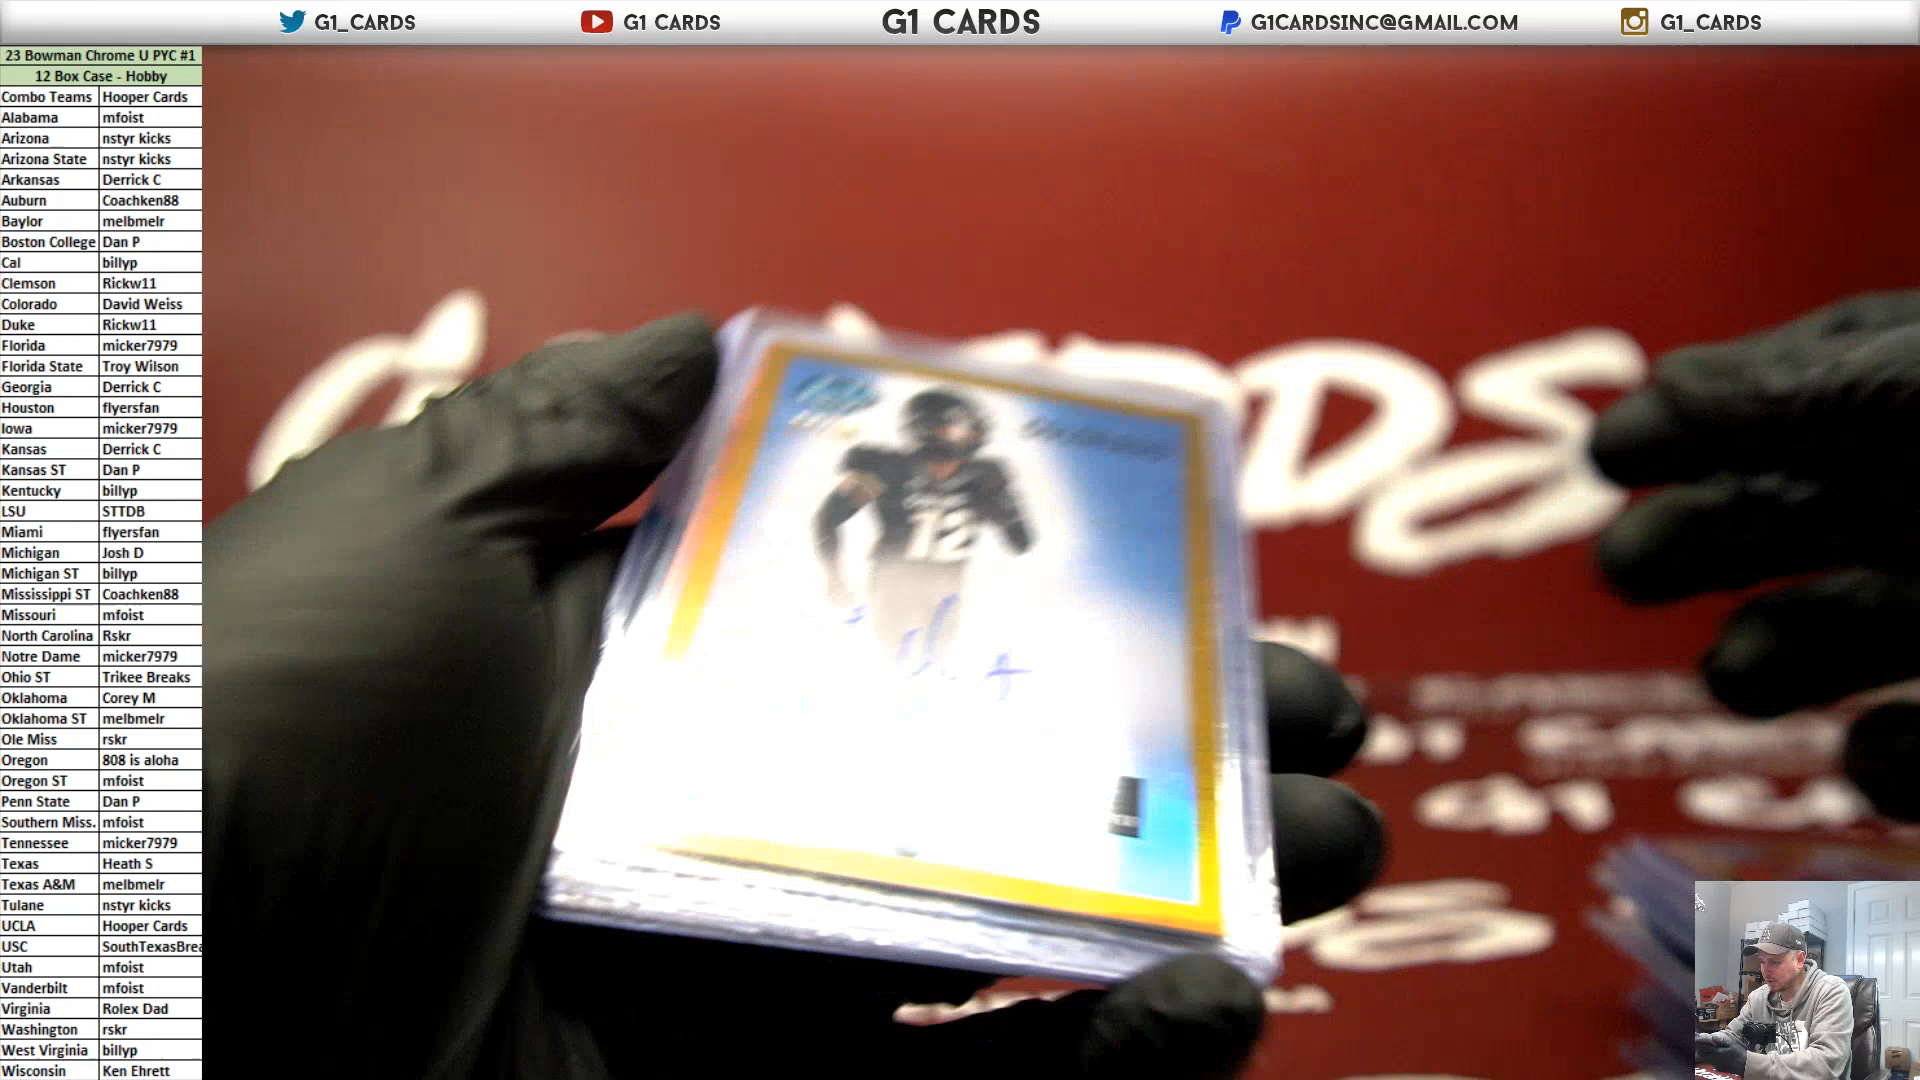 G1_CARDS G1 CARDS G1 CARDS G1CARDSINC@GMAIL.COM G1_CARDS
23 Bowman Chrome U PYC #1
12 Box Case - Hobby
Combo Teams Hooper Cards
Alabama mfoist
Arizona nstyr kicks
Arizona State nstyr kicks
Arkansas Derrick C
Auburn Coachken88
Baylor melbmelr
Boston College Dan P
Cal billyp
Clemson Rickw11
Colorado David Weiss
Duke Rickw11
Florida micker7979
Florida State Troy Wilson
Georgia Derrick C
Houston flyersfan
Iowa micker7979
Kansas Derrick C
Kansas ST Dan P
Kentucky billyp
LSU STTDB
Miami flyersfan
Michigan Josh D
Michigan ST billyp
Mississippi ST Coachken88
Missouri mfoist
North Carolina Rskr
Notre Dame micker7979
Ohio ST Trikee Breaks
Oklahoma Corey M
Oklahoma ST melbmelr
Ole Miss rskr
Oregon 808 is aloha
Oregon ST mfoist
Penn State Dan P
Southern Miss. mfoist
Tennessee micker7979
Texas Heath S
Texas A&M melbmelr
Tulane nstyr kicks
UCLA Hooper Cards
USC SouthTexasBrea
Utah mfoist
Vanderbilt mfoist
Virginia Rolex Dad
Washington rskr
West Virginia billyp
Wisconsin Ken Ehrett
12